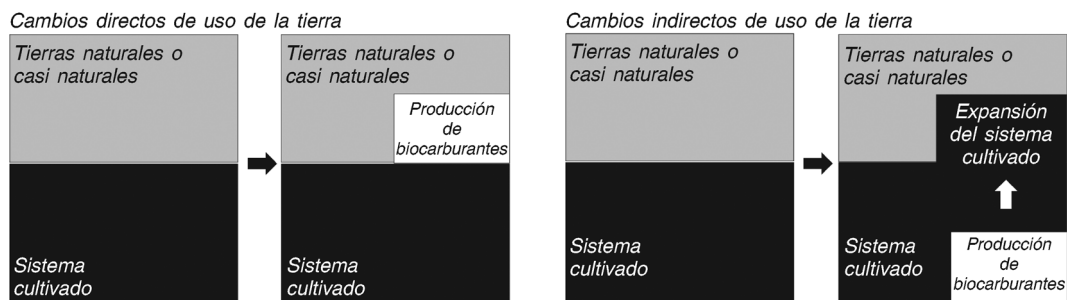 Cambios directos de uso de la tierra
Tierras naturales o
casi naturales
Sistema
cultivado
Tierras naturales o
casi naturales
Producción
de
biocarburantes
Sistema
cultivado
Cambios indirectos de uso de la tierra
Tierras naturales o
casi naturales
Sistema
cultivado
Tierras naturales o
casi naturales
Expansión
del sistema
cultivado
Sistema
cultivado
Producción
de
biocarburantes